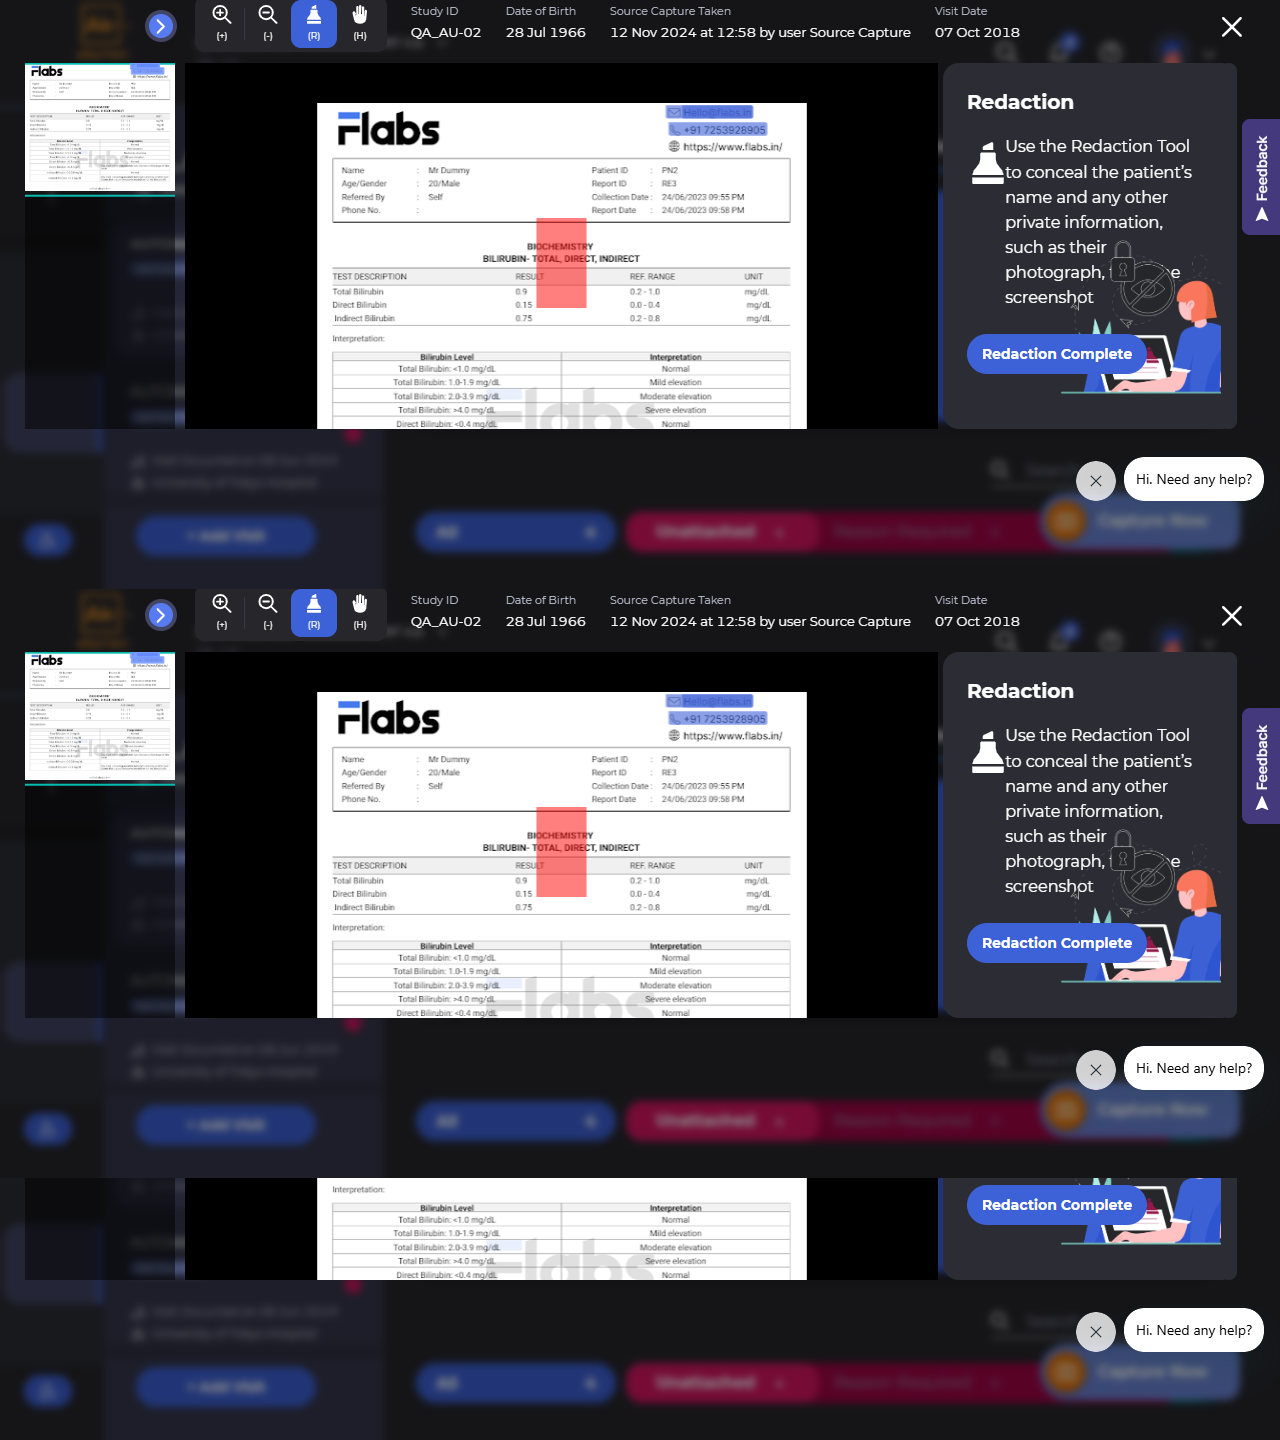 (+)
(-)
(R)
(H)
Study ID
QA_AU-02
Date of Birth
28 Jul 1966
Source Capture Taken
12 Nov 2024 at 12:58 by user Source Capture
Visit Date
07 Oct 2018
Flabs
Hello@flabs.in
+91 7253928905
https://www.flabs.in/
Name : Mr Dummy Patient ID : PN2
Age/Gender : 20/Male Report ID : RE3
Referred By : Self Collection Date : 24/06/2023 09:55 PM
Phone No. : Report Date : 24/06/2023 09:58 PM
BIOCHEMISTRY
BILIRUBIN- TOTAL, DIRECT, INDIRECT
TEST DESCRIPTION RESULT REF. RANGE UNIT
Total Bilirubin 0.9 0.2 - 1.0 mg/dL
Direct Bilirubin 0.15 0.0 - 0.4 mg/dL
Indirect Bilirubin 0.75 0.2 - 0.8 mg/dL
Interpretation:
Bilirubin Level Interpretation
Total Bilirubin: <1.0 mg/dL Normal
Total Bilirubin: 1.0-1.9 mg/dL Mild elevation
Total Bilirubin: 2.0-3.9 mg/dL Moderate elevation
Total Bilirubin: >4.0 mg/dL Severe elevation
Direct Bilirubin: <0.4 mg/dL Normal
Flabs
Redaction
Use the Redaction Tool
to conceal the patient's
name and any other
private information,
such as their
photograph,
screenshot
Redaction Complete
Feedback
Hi. Need any help?
+ Add Visit
All
Unattached
Capture Now
(+)
(-)
(R)
(H)
Study ID
QA_AU-02
Date of Birth
28 Jul 1966
Source Capture Taken
12 Nov 2024 at 12:58 by user Source Capture
Visit Date
07 Oct 2018
Flabs
Hello@flabs.in
+91 7253928905
https://www.flabs.in/
Name : Mr Dummy Patient ID : PN2
Age/Gender : 20/Male Report ID : RE3
Referred By : Self Collection Date : 24/06/2023 09:55 PM
Phone No. : Report Date : 24/06/2023 09:58 PM
BIOCHEMISTRY
BILIRUBIN- TOTAL, DIRECT, INDIRECT
TEST DESCRIPTION RESULT REF. RANGE UNIT
Total Bilirubin 0.9 0.2 - 1.0 mg/dL
Direct Bilirubin 0.15 0.0 - 0.4 mg/dL
Indirect Bilirubin 0.75 0.2 - 0.8 mg/dL
Interpretation:
Bilirubin Level Interpretation
Total Bilirubin: <1.0 mg/dL Normal
Total Bilirubin: 1.0-1.9 mg/dL Mild elevation
Total Bilirubin: 2.0-3.9 mg/dL Moderate elevation
Total Bilirubin: >4.0 mg/dL Severe elevation
Direct Bilirubin: <0.4 mg/dL Normal
Flabs
Redaction
Use the Redaction Tool
to conceal the patient's
name and any other
private information,
such as their
photograph,
screenshot
Redaction Complete
Feedback
Hi. Need any help?
+ Add Visit
All
Unattached
Capture Now
Interpretation:
Bilirubin Level Interpretation
Total Bilirubin: <1.0 mg/dL Normal
Total Bilirubin: 1.0-1.9 mg/dL Mild elevation
Total Bilirubin: 2.0-3.9 mg/dL Moderate elevation
Total Bilirubin: >4.0 mg/dL Severe elevation
Direct Bilirubin: <0.4 mg/dL Normal
Flabs
Redaction Complete
Hi. Need any help?
+ Add Visit
All
Unattached
Capture Now